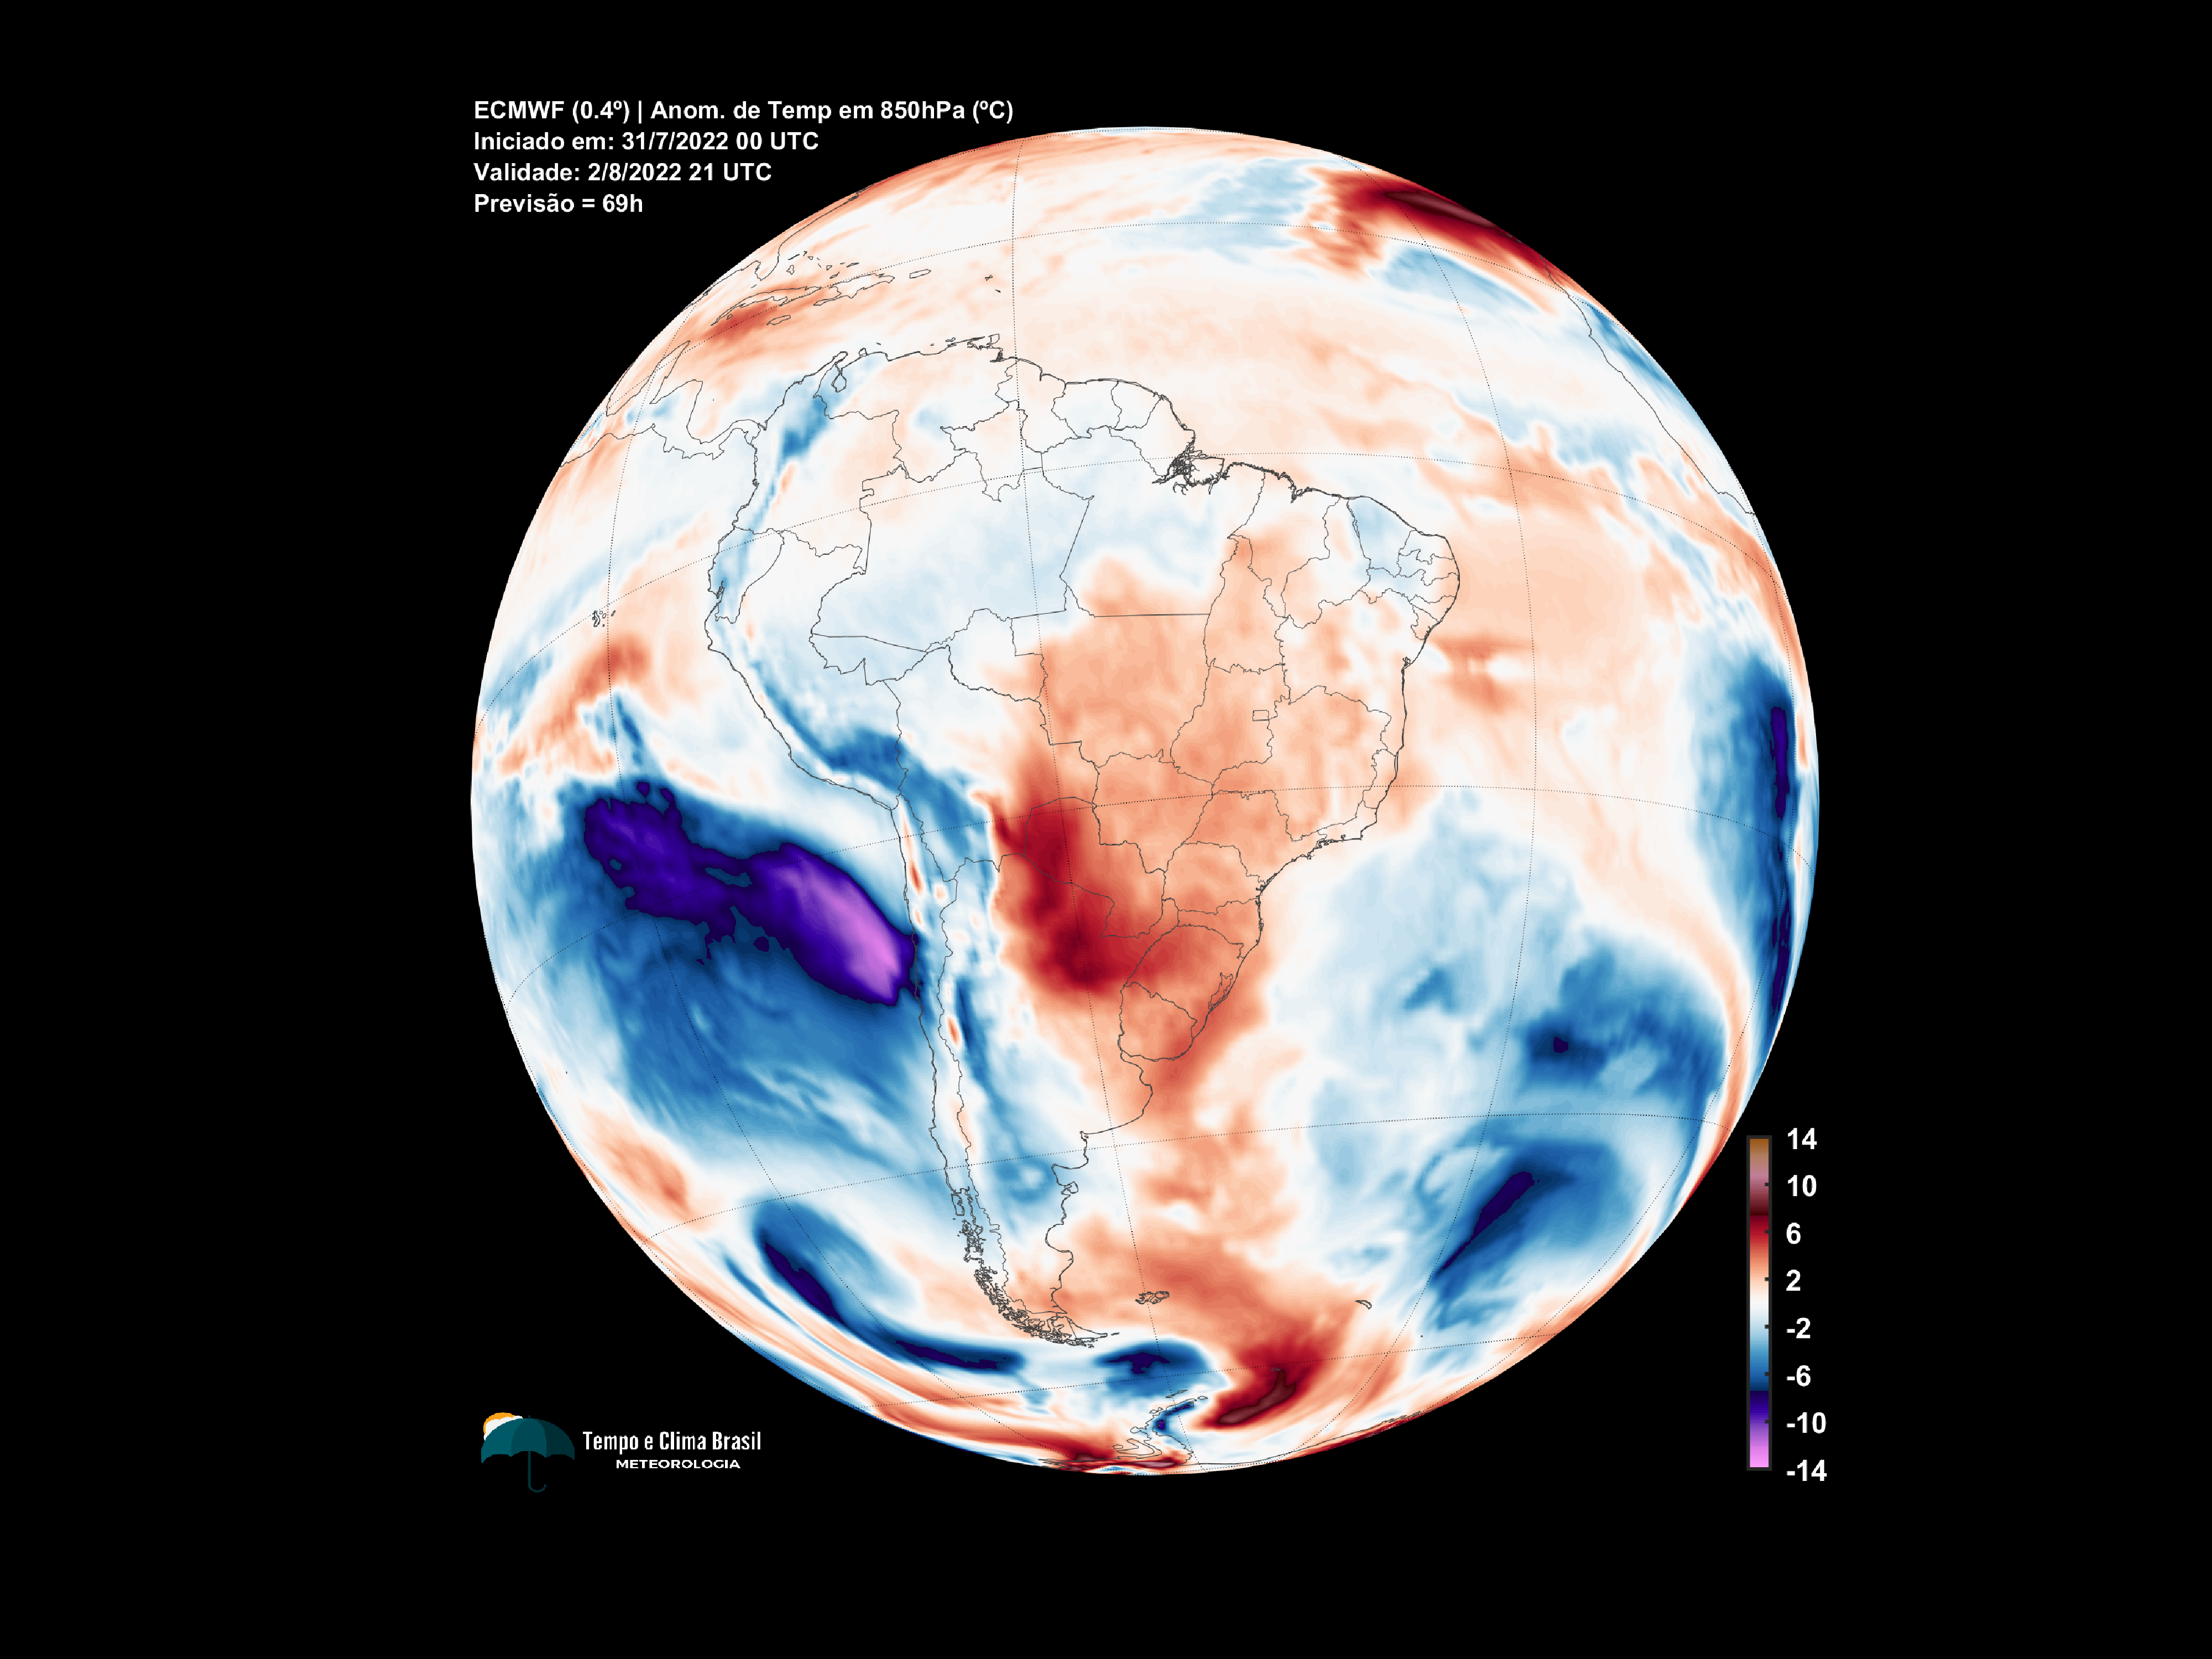 ECMWF (0.4º) | Anom. de Temp em 850hPa (ºC)
Iniciado em: 31/7/2022 00 UTC
Validade: 2/8/2022 21 UTC
Previsão = 69h
14
10
6
2
-2
-6
-10
-14
Tempo e Clima Brasil
METEOROLOGIA